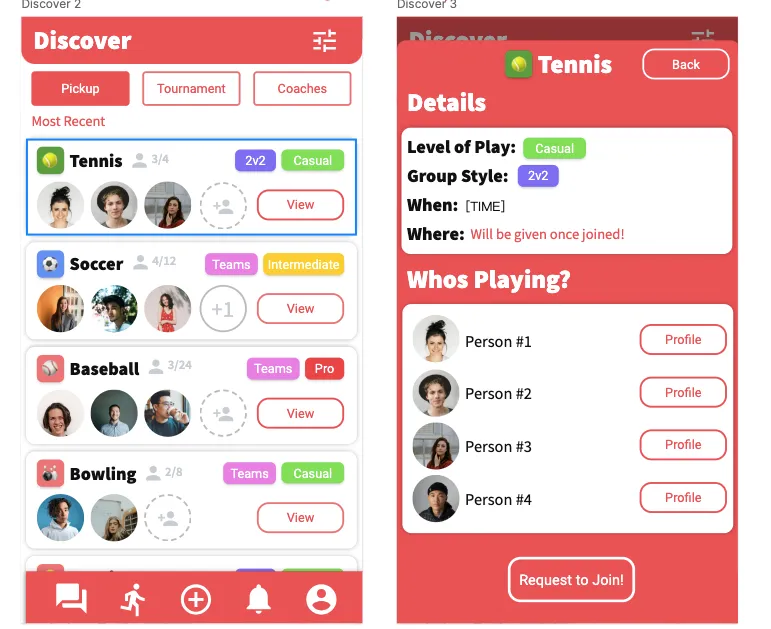 Discover 2
Discover
Pickup
Tournament
Coaches
Most Recent
Tennis 3/4 2v2 Casual
View
Soccer 4/12 Teams Intermediate
+1 View
Baseball 3/24 Teams Pro
View
Bowling 2/8 Teams Casual
View
Discover 3
Discover
Tennis
Back
Details
Level of Play: Casual
Group Style: 2v2
When: [TIME]
Where: Will be given once joined!
Whos Playing?
Person #1 Profile
Person #2 Profile
Person #3 Profile
Person #4 Profile
Request to Join!